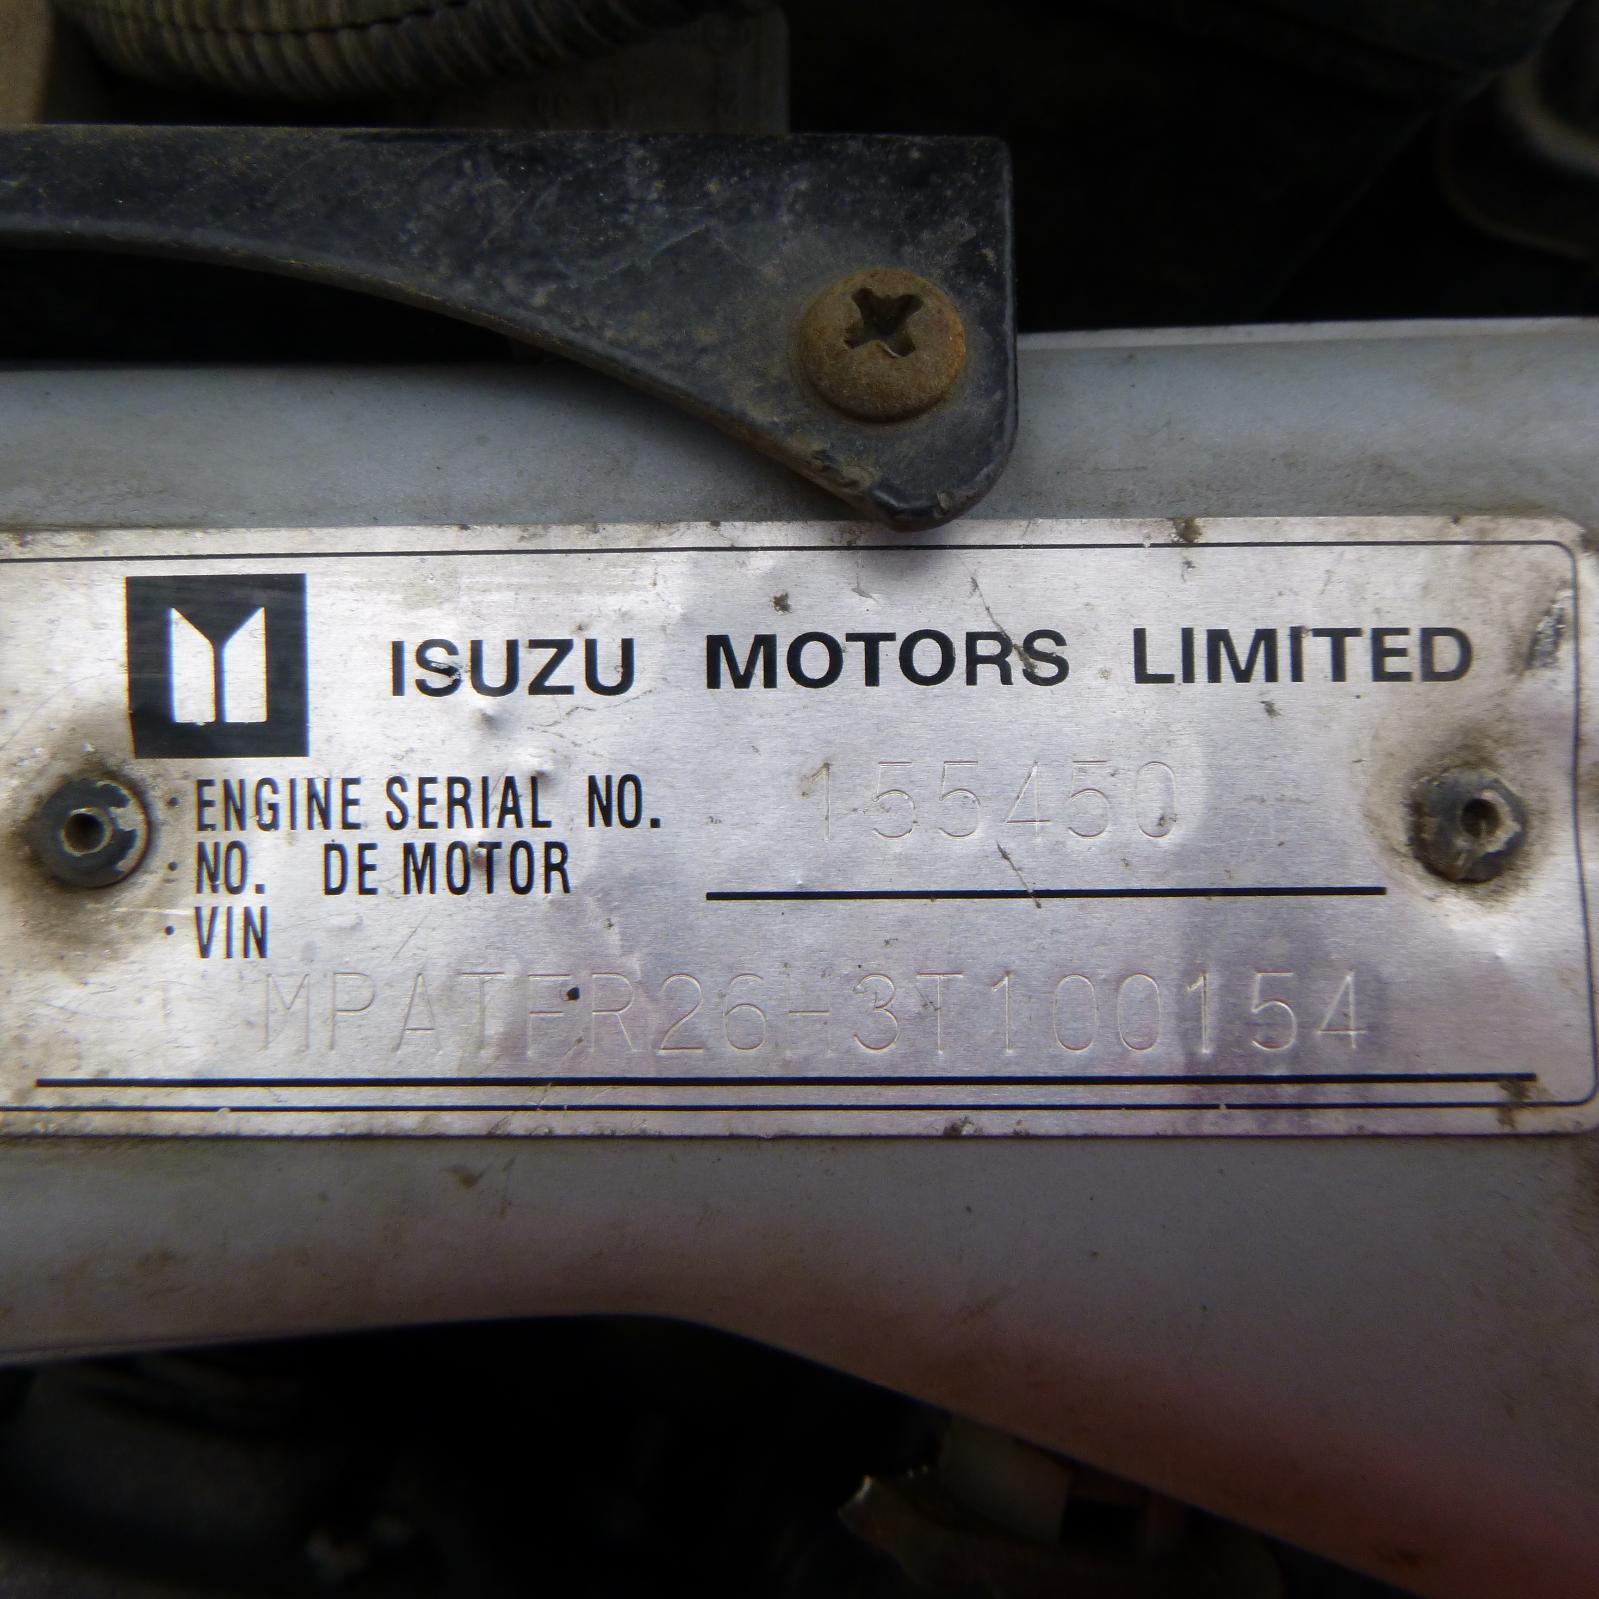 ISUZU MOTORS LIMITED
ENGINE SERIAL NO. 155450
NO. DE MOTOR
VIN
MPATFR26H3T100154